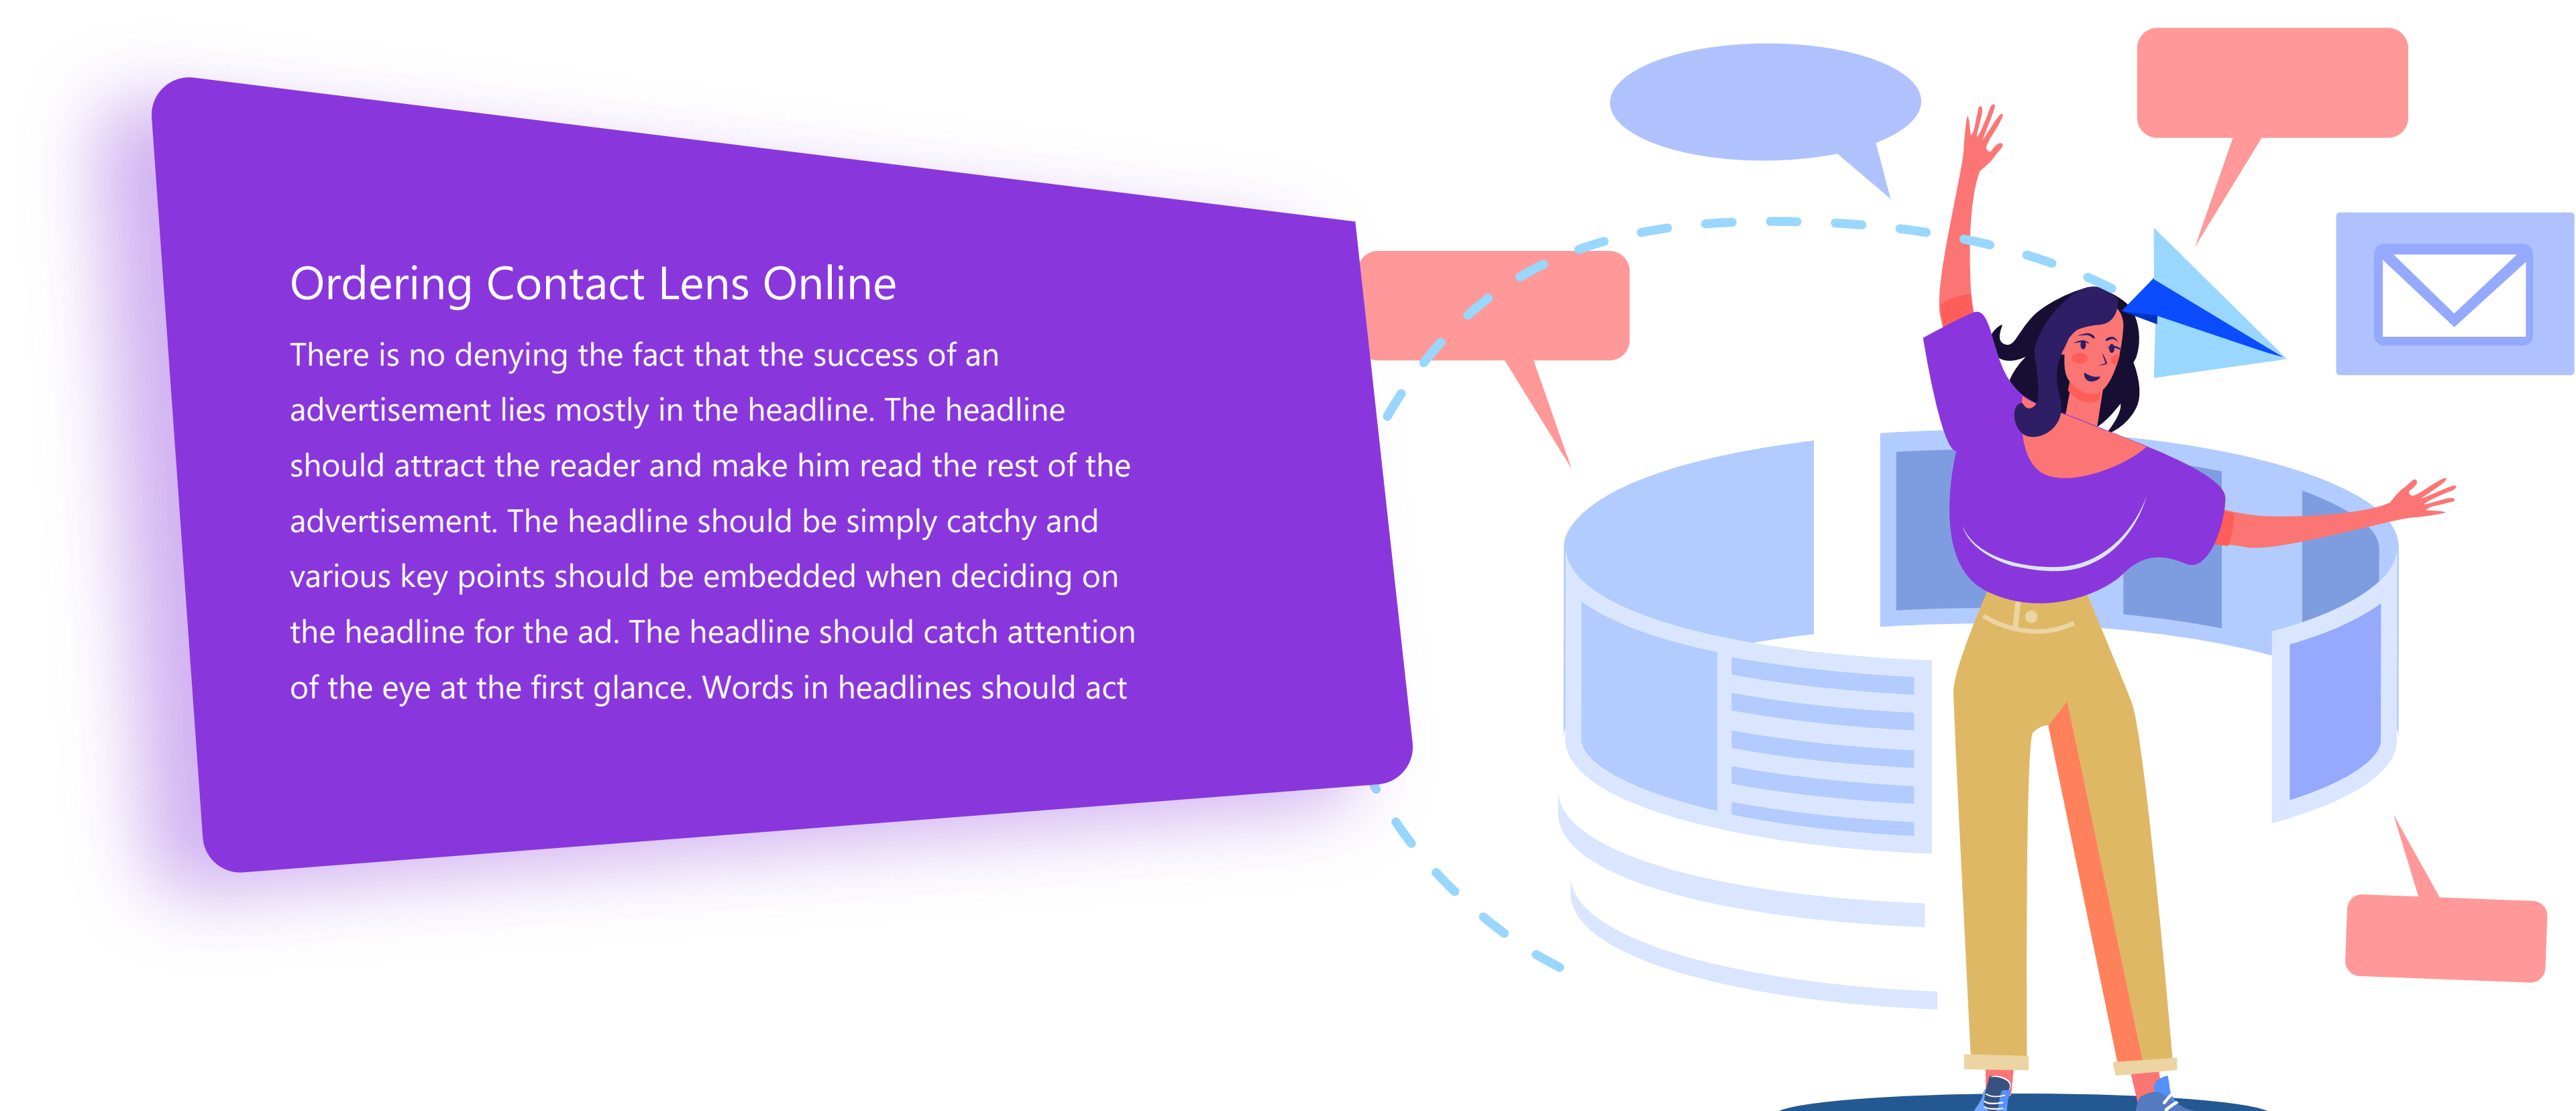 Ordering Contact Lens Online
There is no denying the fact that the success of an
advertisement lies mostly in the headline. The headline
should attract the reader and make him read the rest of the
advertisement. The headline should be simply catchy and
various key points should be embedded when deciding on
the headline for the ad. The headline should catch attention
of the eye at the first glance. Words in headlines should act